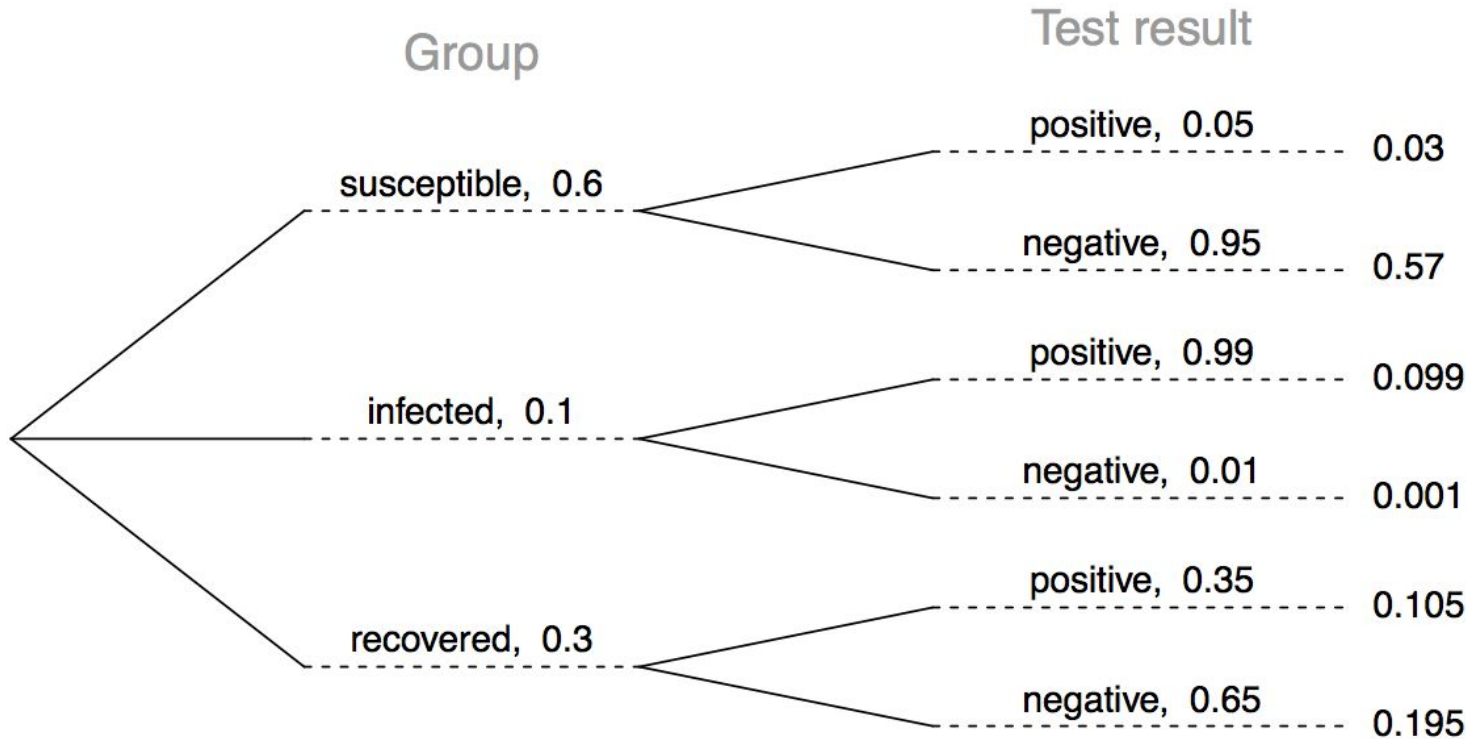 Group
Test result
susceptible, 0.6
positive, 0.05
0.03
negative, 0.95
0.57
infected, 0.1
positive, 0.99
0.099
negative, 0.01
0.001
recovered, 0.3
positive, 0.35
0.105
negative, 0.65
0.195